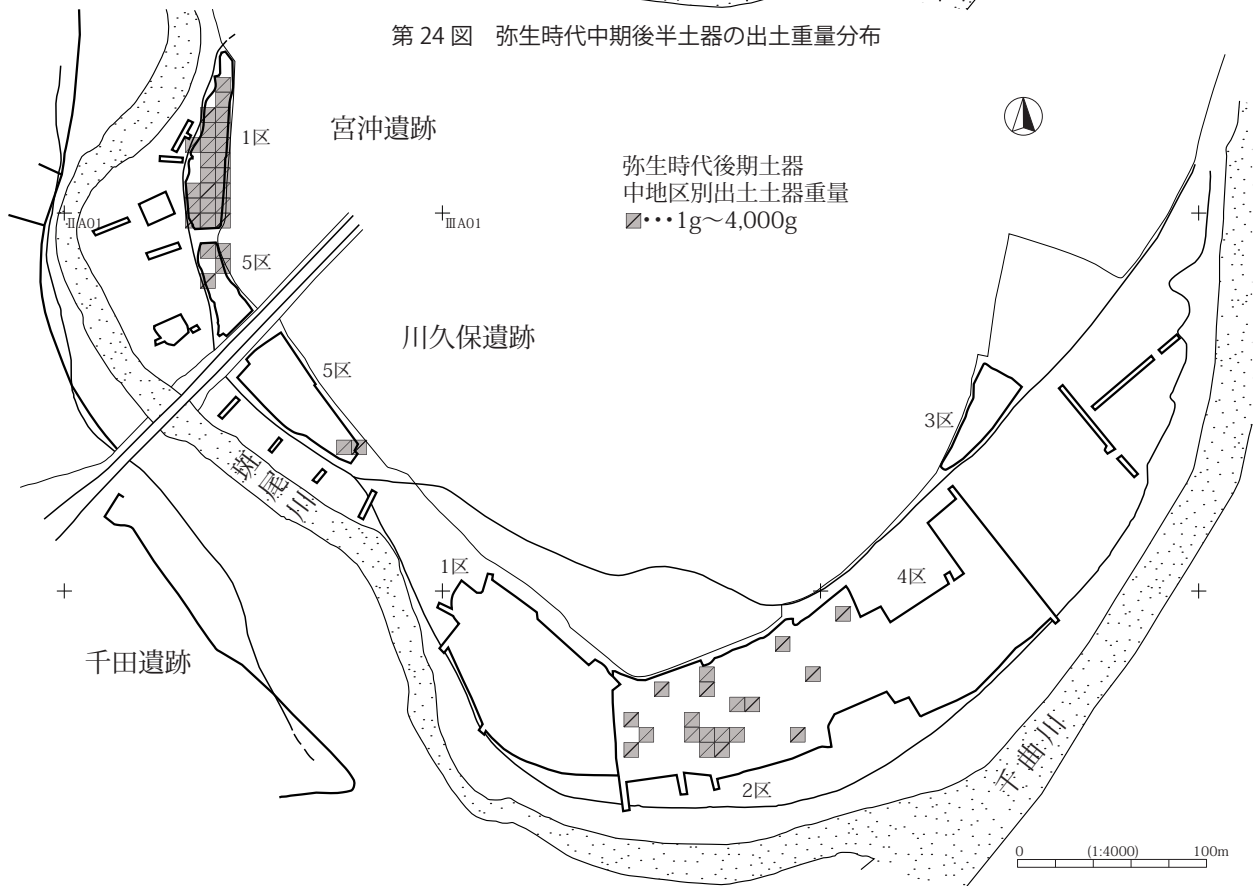 第 24 図 弥生時代中期後半土器の出土重量分布
1区
宮沖遺跡
弥生時代後期土器
中地区別出土土器重量
･･･1g～4,000g
ⅡA01
ⅢA01
5区
川久保遺跡
5区
3区
斑尾川
1区
4区
千田遺跡
千曲川
2区
0 (1:4000) 100m